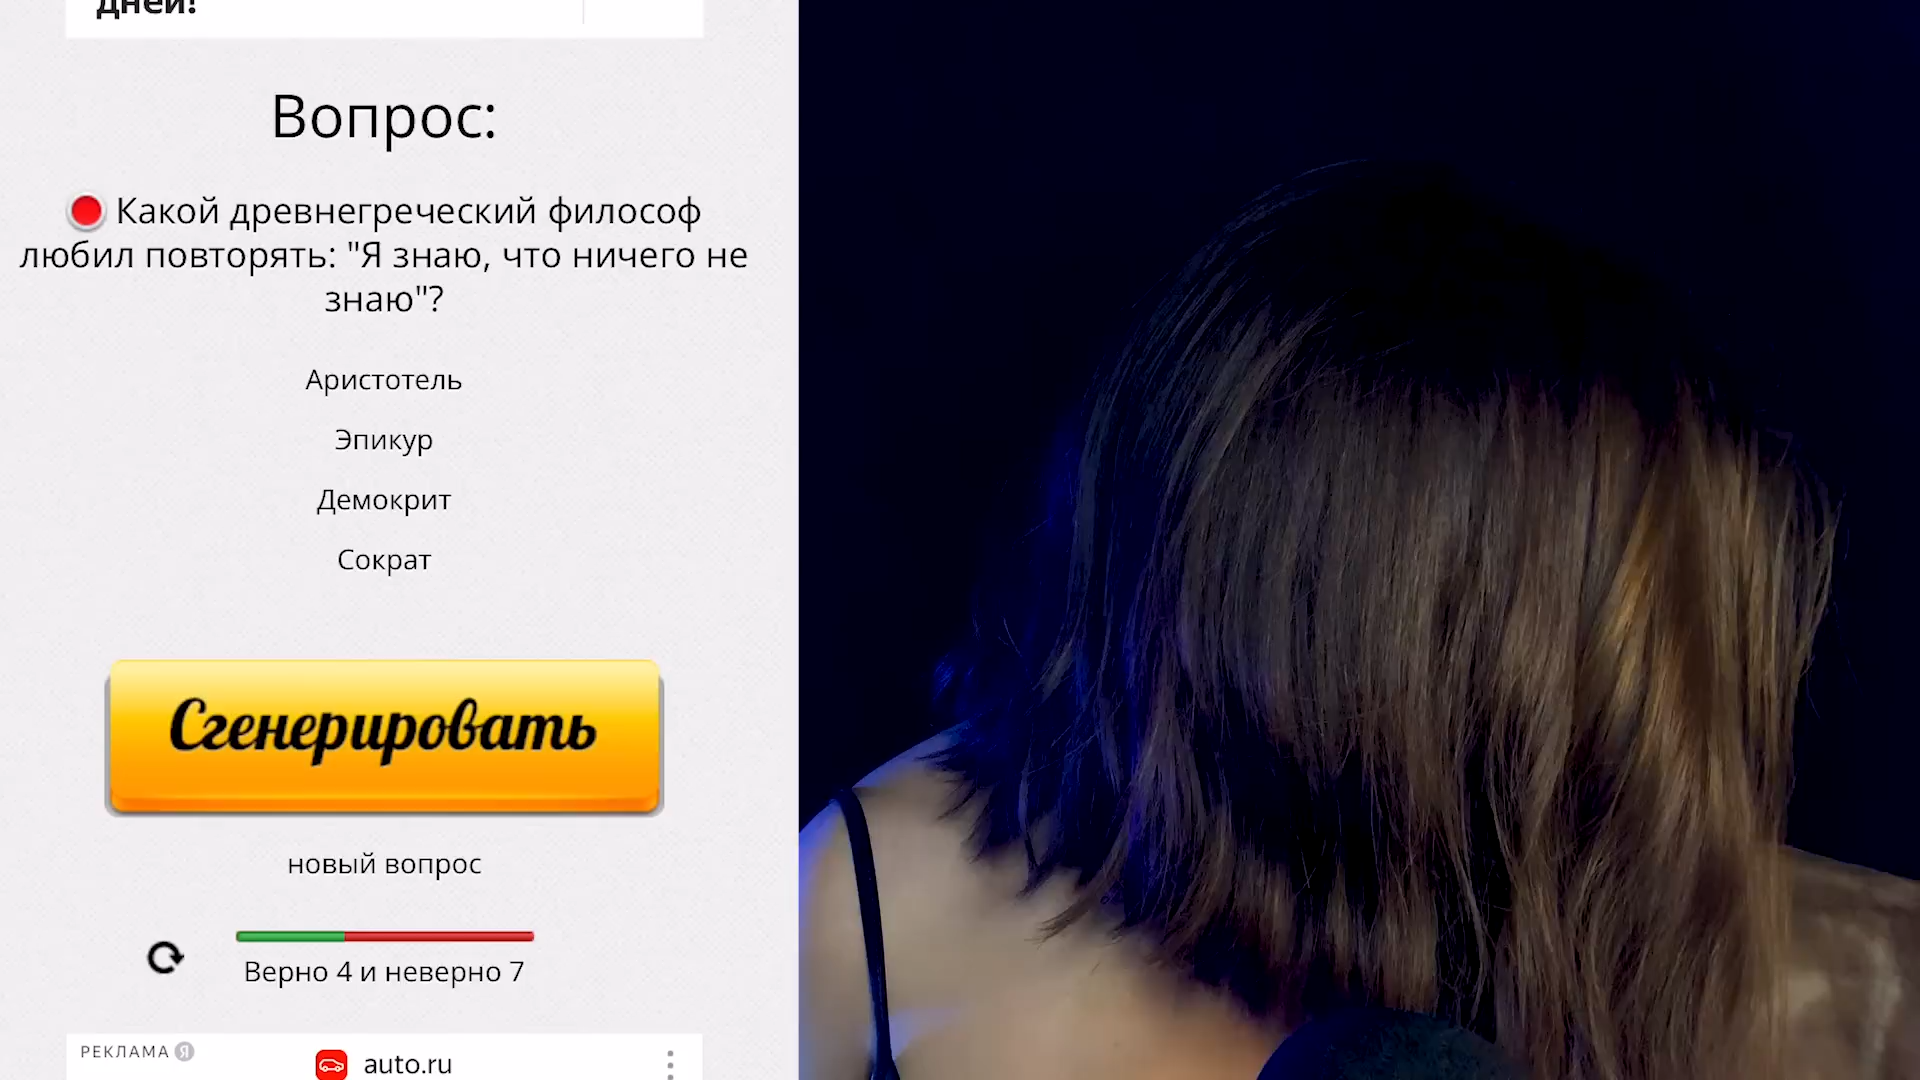 дней!
Вопрос:
Какой древнегреческий философ
любил повторять: "Я знаю, что ничего не
знаю"?
Аристотель
Эпикур
Демокрит
Сократ
Сгенерировать
новый вопрос
Верно 4 и неверно 7
РЕКЛАМА Я
auto.ru